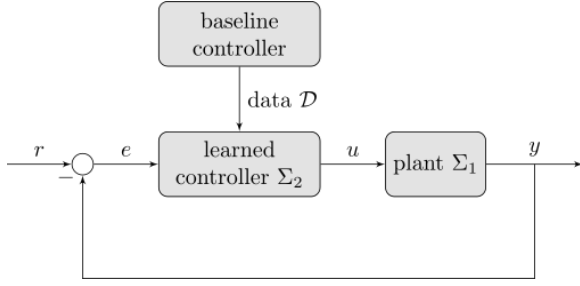 baseline
controller
data 𝒟
r
e
learned
controller Σ₂
u
plant Σ₁
y
−